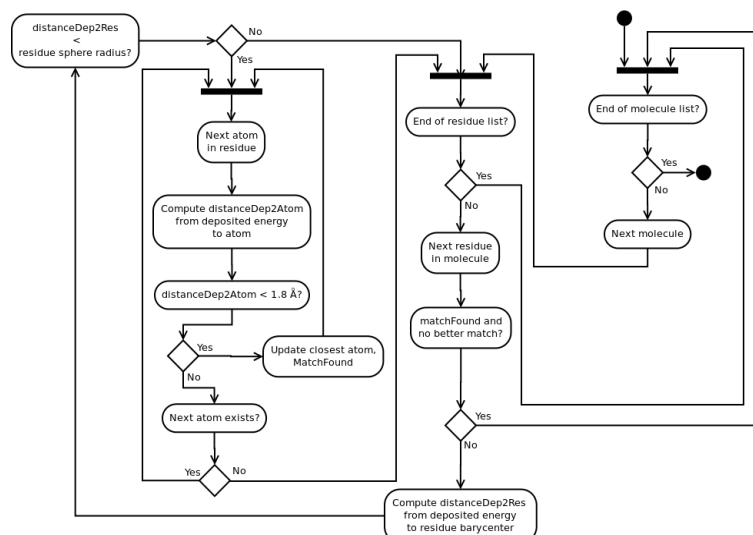 distanceDep2Res
<
residue sphere radius?
No
Yes
Next atom
in residue
Compute distanceDep2Atom
from deposited energy
to atom
distanceDep2Atom < 1.8 Å?
Yes
No
Update closest atom,
MatchFound
Next atom exists?
Yes
No
End of residue list?
Yes
No
Next residue
in molecule
matchFound and
no better match?
Yes
No
Compute distanceDep2Res
from deposited energy
to residue barycenter
End of molecule list?
Yes
No
Next molecule